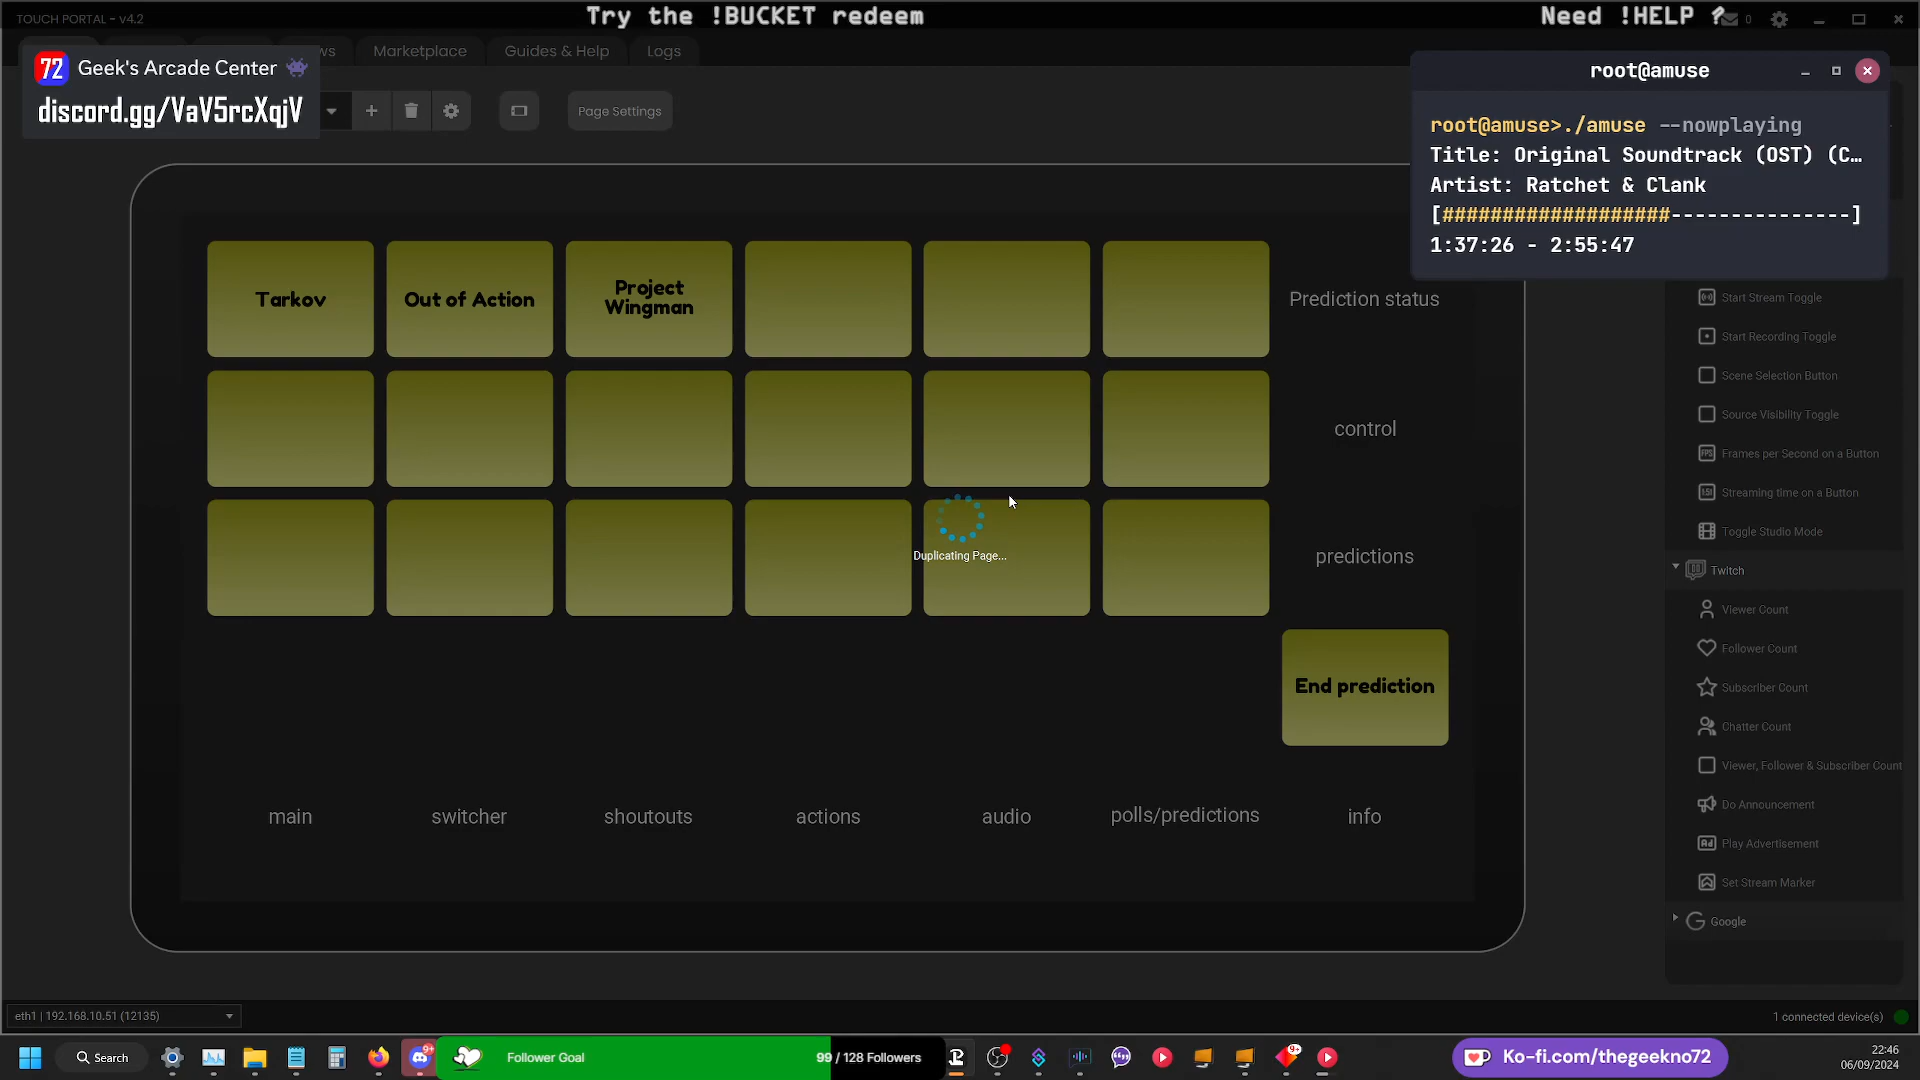 TOUCH PORTAL - v4.2
Try the !BUCKET redeem
Need !HELP ?
0
ws
Marketplace
Guides & Help
Logs
72 Geek's Arcade Center
discord.gg/VaV5rcXqjV
Page Settings
root@amuse
root@amuse>./amuse --nowplaying
Title: Original Soundtrack (OST) (C…
Artist: Ratchet & Clank
[###################---------------]
1:37:26 - 2:55:47
Tarkov
Out of Action
Project
Wingman
Prediction status
control
predictions
Duplicating Page...
End prediction
main
switcher
shoutouts
actions
audio
polls/predictions
info
Start Stream Toggle
Start Recording Toggle
Scene Selection Button
Source Visibility Toggle
FPS Frames per Second on a Button
Streaming time on a Button
Toggle Studio Mode
Twitch
Viewer Count
Follower Count
Subscriber Count
Chatter Count
Viewer, Follower & Subscriber Count
Do Announcement
Ad Play Advertisement
Set Stream Marker
Google
eth1 | 192.168.10.51 (12135)
1 connected device(s)
Search
9+
Follower Goal
99 / 128 Followers
9+
Ko-fi.com/thegeekno72
22:46
06/09/2024